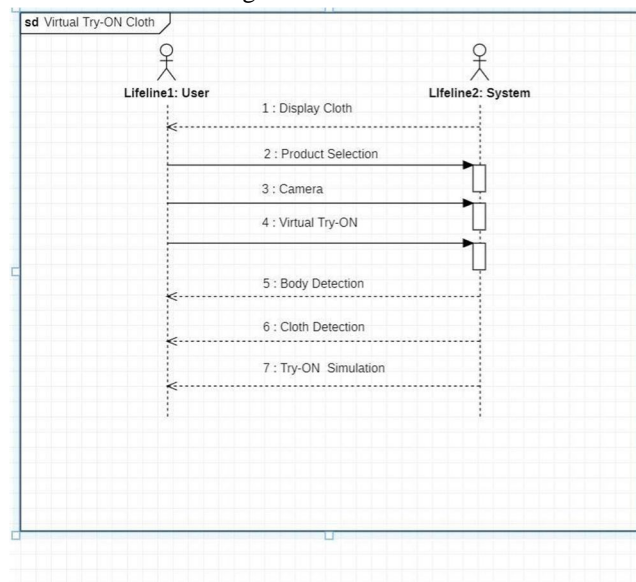 sd Virtual Try-ON Cloth
Lifeline1: User
LIfeline2: System
1 : Display Cloth
2 : Product Selection
3 : Camera
4 : Virtual Try-ON
5 : Body Detection
6 : Cloth Detection
7 : Try-ON Simulation